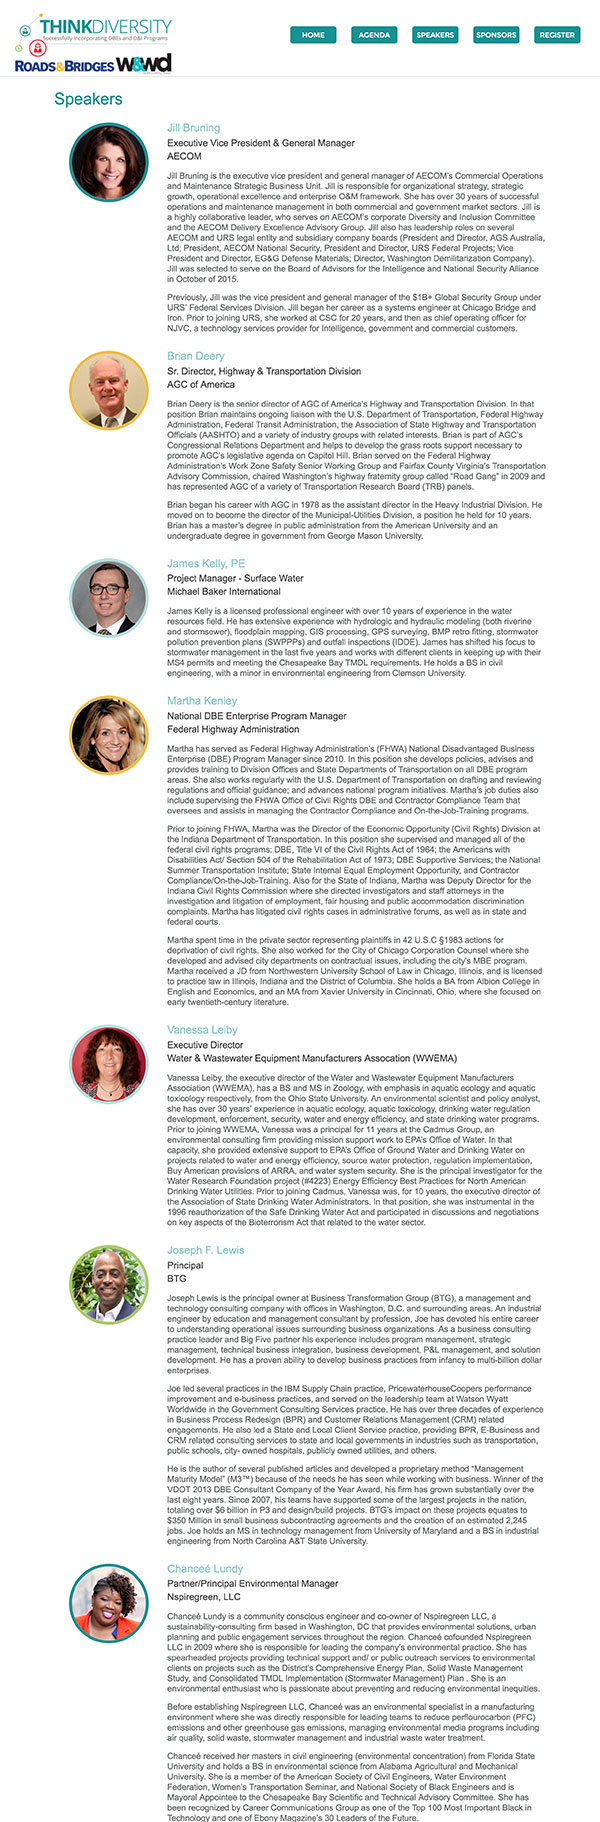 THINKDIVERSITY
Successfully Incorporating DBEs and D&I Programs
ROADS&BRIDGES W&wd
HOME AGENDA SPEAKERS SPONSORS REGISTER
Speakers
Jill Bruning
Executive Vice President & General Manager
AECOM
Jill Bruning is the executive vice president and general manager of AECOM's Commercial Operations
and Maintenance Strategic Business Unit. Jill is responsible for organizational strategy, strategic
growth, operational excellence and enterprise O&M framework. She has over 30 years of successful
operations and maintenance management in both commercial and government market sectors. Jill is
a highly collaborative leader, who serves on AECOM's corporate Diversity and Inclusion Committee
and the AECOM Delivery Excellence Advisory Group. Jill also has leadership roles on several
AECOM and URS legal entity and subsidiary company boards (President and Director, AGS Australia,
Ltd; President, AECOM National Security, President and Director, URS Federal Projects; Vice
President and Director, EG&G Defense Materials; Director, Washington Demilitarization Company).
Jill was selected to serve on the Board of Advisors for the Intelligence and National Security Alliance
in October of 2015.
Previously, Jill was the vice president and general manager of the $1B+ Global Security Group under
URS' Federal Services Division. Jill began her career as a systems engineer at Chicago Bridge and
Iron. Prior to joining URS, she worked at CSC for 20 years, and then as chief operating officer for
NJVC, a technology services provider for Intelligence, government and commercial customers.
Brian Deery
Sr. Director, Highway & Transportation Division
AGC of America
Brian Deery is the senior director of AGC of America's Highway and Transportation Division. In that
position Brian maintains ongoing liaison with the U.S. Department of Transportation, Federal Highway
Administration, Federal Transit Administration, the Association of State Highway and Transportation
Officials (AASHTO) and a variety of industry groups with related interests. Brian is part of AGC's
Congressional Relations Department and helps to develop the grass roots support necessary to
promote AGC's legislative agenda on Capitol Hill. Brian served on the Federal Highway
Administration's Work Zone Safety Senior Working Group and Fairfax County Virginia's Transportation
Advisory Commission, chaired Washington's highway fraternity group called "Road Gang" in 2009 and
has represented AGC of a variety of Transportation Research Board (TRB) panels.
Brian began his career with AGC in 1978 as the assistant director in the Heavy Industrial Division. He
moved on to become the director of the Municipal-Utilities Division, a position he held for 10 years.
Brian has a master's degree in public administration from the American University and an
undergraduate degree in government from George Mason University.
James Kelly, PE
Project Manager - Surface Water
Michael Baker International
James Kelly is a licensed professional engineer with over 10 years of experience in the water
resources field. He has extensive experience with hydrologic and hydraulic modeling (both riverine
and stormsewer), floodplain mapping, GIS processing, GPS surveying, BMP retro fitting, stormwater
pollution prevention plans (SWPPPs) and outfall inspections (IDDE). James has shifted his focus to
stormwater management in the last five years and works with different clients in keeping up with their
MS4 permits and meeting the Chesapeake Bay TMDL requirements. He holds a BS in civil
engineering, with a minor in environmental engineering from Clemson University.
Martha Kenley
National DBE Enterprise Program Manager
Federal Highway Administration
Martha has served as Federal Highway Administration's (FHWA) National Disadvantaged Business
Enterprise (DBE) Program Manager since 2010. In this position she develops policies, advises and
provides training to Division Offices and State Departments of Transportation on all DBE program
areas. She also works regularly with the U.S. Department of Transportation on drafting and reviewing
regulations and official guidance; and advances national program initiatives. Martha's job duties also
include supervising the FHWA Office of Civil Rights DBE and Contractor Compliance Team that
oversees and assists in managing the Contractor Compliance and On-the-Job-Training programs.
Prior to joining FHWA, Martha was the Director of the Economic Opportunity (Civil Rights) Division at
the Indiana Department of Transportation. In this position she supervised and managed all of the
federal civil rights programs: DBE, Title VI of the Civil Rights Act of 1964; the Americans with
Disabilities Act/ Section 504 of the Rehabilitation Act of 1973; DBE Supportive Services; the National
Summer Transportation Institute; State Internal Equal Employment Opportunity, and Contractor
Compliance/On-the-Job-Training. Also for the State of Indiana, Martha was Deputy Director for the
Indiana Civil Rights Commission where she directed investigators and staff attorneys in the
investigation and litigation of employment, fair housing and public accommodation discrimination
complaints. Martha has litigated civil rights cases in administrative forums, as well as in state and
federal courts.
Martha spent time in the private sector representing plaintiffs in 42 U.S.C §1983 actions for
deprivation of civil rights. She also worked for the City of Chicago Corporation Counsel where she
developed and advised city departments on contractual issues, including the city's MBE program.
Martha received a JD from Northwestern University School of Law in Chicago, Illinois, and is licensed
to practice law in Illinois, Indiana and the District of Columbia. She holds a BA from Albion College in
English and Economics, and an MA from Xavier University in Cincinnati, Ohio, where she focused on
early twentieth-century literature.
Vanessa Leiby
Executive Director
Water & Wastewater Equipment Manufacturers Assocation (WWEMA)
Vanessa Leiby, the executive director of the Water and Wastewater Equipment Manufacturers
Association (WWEMA), has a BS and MS in Zoology, with emphasis in aquatic ecology and aquatic
toxicology respectively, from the Ohio State University. An environmental scientist and policy analyst,
she has over 30 years' experience in aquatic ecology, aquatic toxicology, drinking water regulation
development, enforcement, security, water and energy efficiency, and state drinking water programs.
Prior to joining WWEMA, Vanessa was a principal for 11 years at the Cadmus Group, an
environmental consulting firm providing mission support work to EPA's Office of Water. In that
capacity, she provided extensive support to EPA's Office of Ground Water and Drinking Water on
projects related to water and energy efficiency, source water protection, regulation implementation,
Buy American provisions of ARRA, and water system security. She is the principal investigator for the
Water Research Foundation project (#4223) Energy Efficiency Best Practices for North American
Drinking Water Utilities. Prior to joining Cadmus, Vanessa was, for 10 years, the executive director of
the Association of State Drinking Water Administrators. In that position, she was instrumental in the
1996 reauthorization of the Safe Drinking Water Act and participated in discussions and negotiations
on key aspects of the Bioterrorism Act that related to the water sector.
Joseph F. Lewis
Principal
BTG
Joseph Lewis is the principal owner at Business Transformation Group (BTG), a management and
technology consulting company with offices in Washington, D.C. and surrounding areas. An industrial
engineer by education and management consultant by profession, Joe has devoted his entire career
to understanding operational issues surrounding business organizations. As a business consulting
practice leader and Big Five partner his experience includes program management, strategic
management, technical business integration, business development, P&L management, and solution
development. He has a proven ability to develop business practices from infancy to multi-billion dollar
enterprises.
Joe led several practices in the IBM Supply Chain practice, PricewaterhouseCoopers performance
improvement and e-business practices, and served on the leadership team at Watson Wyatt
Worldwide in the Government Consulting Services practice. He has over three decades of experience
in Business Process Redesign (BPR) and Customer Relations Management (CRM) related
engagements. He also led a State and Local Client Service practice, providing BPR, E-Business and
CRM related consulting services to state and local governments in industries such as transportation,
public schools, city- owned hospitals, publicly owned utilities, and others.
He is the author of several published articles and developed a proprietary method "Management
Maturity Model" (M3™) because of the needs he has seen while working with business. Winner of the
VDOT 2013 DBE Consultant Company of the Year Award, his firm has grown substantially over the
last eight years. Since 2007, his teams have supported some of the largest projects in the nation,
totaling over $6 billion in P3 and design/build projects. BTG's impact on these projects equates to
$350 Million in small business subcontracting agreements and the creation of an estimated 2,245
jobs. Joe holds an MS in technology management from University of Maryland and a BS in industrial
engineering from North Carolina A&T State University.
Chanceé Lundy
Partner/Principal Environmental Manager
Nspiregreen, LLC
Chanceé Lundy is a community conscious engineer and co-owner of Nspiregreen LLC, a
sustainability-consulting firm based in Washington, DC that provides environmental solutions, urban
planning and public engagement services throughout the region. Chanceé cofounded Nspiregreen
LLC in 2009 where she is responsible for leading the company's environmental practice. She has
spearheaded projects providing technical support and/ or public outreach services to environmental
clients on projects such as the District's Comprehensive Energy Plan, Solid Waste Management
Study, and Consolidated TMDL Implementation (Stormwater Management) Plan . She is an
environmental enthusiast who is passionate about preventing and reducing environmental inequities.
Before establishing Nspiregreen LLC, Chanceé was an environmental specialist in a manufacturing
environment where she was directly responsible for leading teams to reduce perflourocarbon (PFC)
emissions and other greenhouse gas emissions, managing environmental media programs including
air quality, solid waste, stormwater management and industrial waste water treatment.
Chanceé received her masters in civil engineering (environmental concentration) from Florida State
University and holds a BS in environmental science from Alabama Agricultural and Mechanical
University. She is a member of the American Society of Civil Engineers, Water Environment
Federation, Women's Transportation Seminar, and National Society of Black Engineers and is
Mayoral Appointee to the Chesapeake Bay Scientific and Technical Advisory Committee. She has
been recognized by Career Communications Group as one of the Top 100 Most Important Black in
Technology and one of Ebony Magazine's 30 Leaders of the Future.